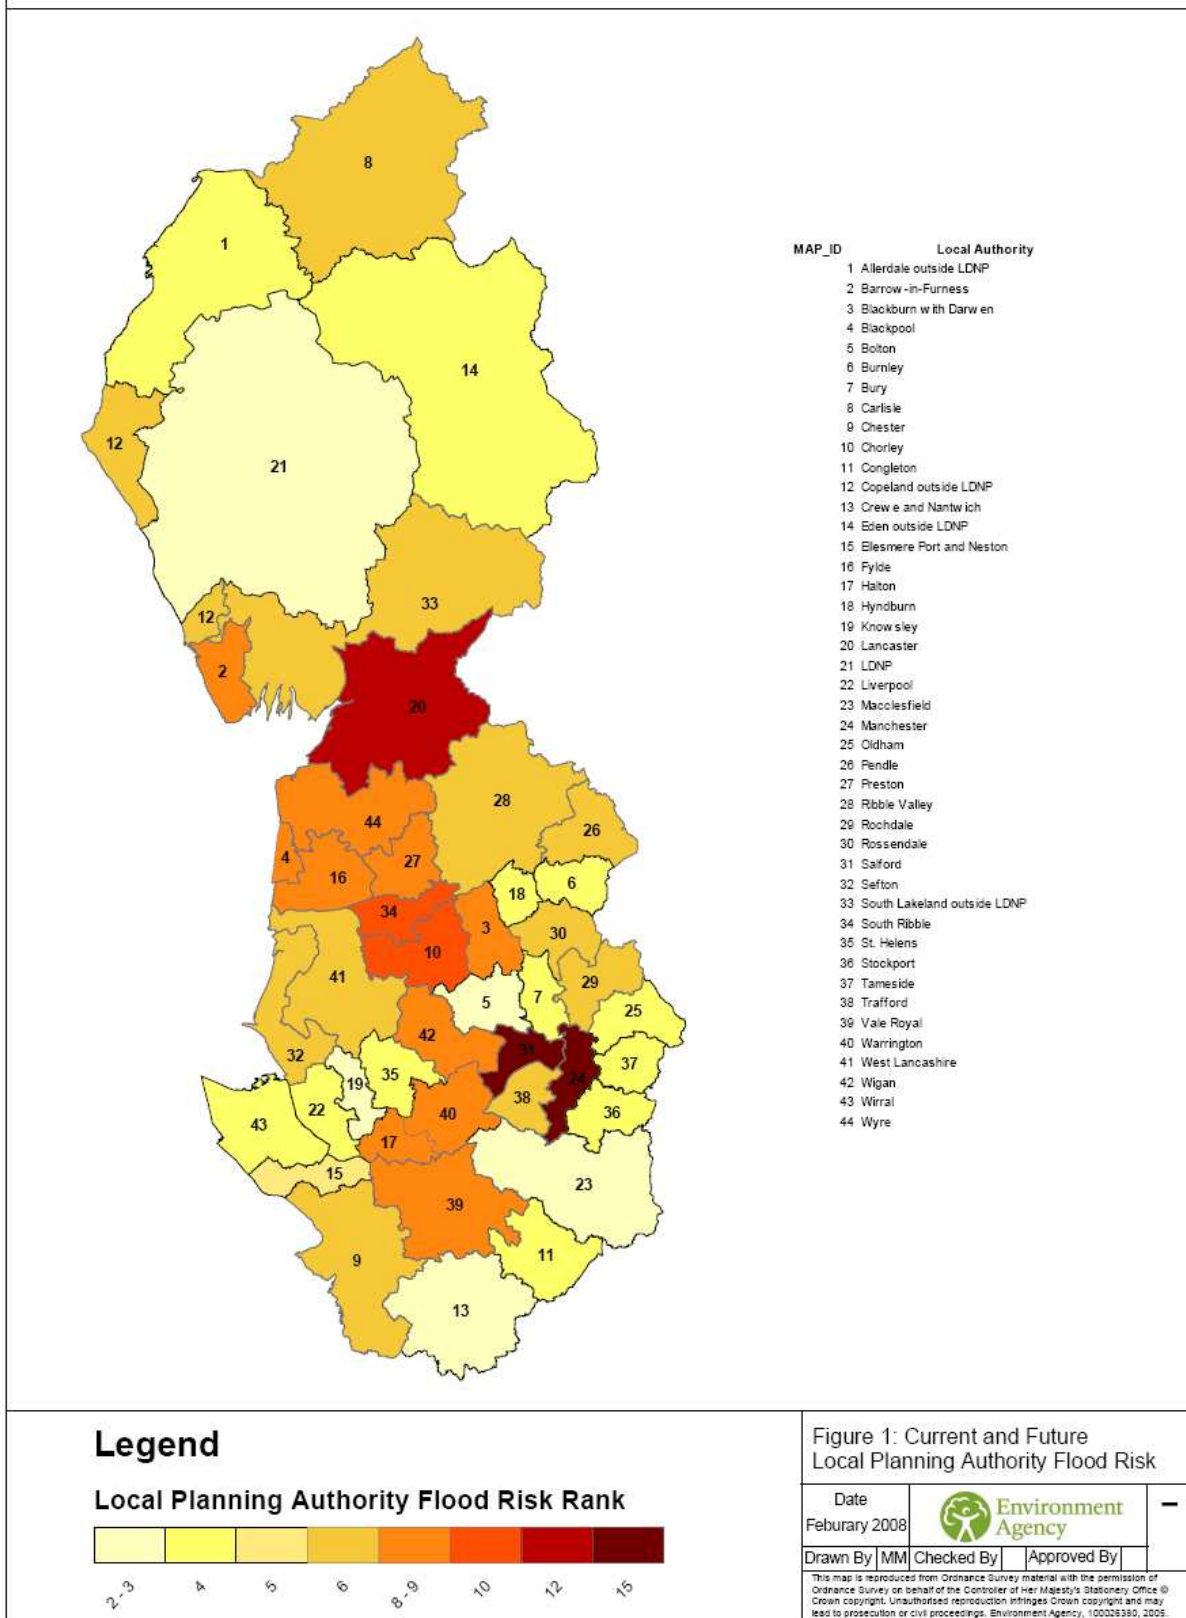 8
1
14
12
21
33
12
2
20
28
44
26
4
27
16
18
6
34
3
30
10
41
29
5
7
25
42
31
32
37
35
24
19
38
22
36
43
40
17
15
23
39
11
9
13
MAP_ID Local Authority
1 Allerdale outside LDNP
2 Barrow-in-Furness
3 Blackburn with Darwen
4 Blackpool
5 Bolton
6 Burnley
7 Bury
8 Carlisle
9 Chester
10 Chorley
11 Congleton
12 Copeland outside LDNP
13 Crewe and Nantwich
14 Eden outside LDNP
15 Ellesmere Port and Neston
16 Fylde
17 Halton
18 Hyndburn
19 Knowsley
20 Lancaster
21 LDNP
22 Liverpool
23 Macclesfield
24 Manchester
25 Oldham
26 Pendle
27 Preston
28 Ribble Valley
29 Rochdale
30 Rossendale
31 Salford
32 Sefton
33 South Lakeland outside LDNP
34 South Ribble
35 St. Helens
36 Stockport
37 Tameside
38 Trafford
39 Vale Royal
40 Warrington
41 West Lancashire
42 Wigan
43 Wirral
44 Wyre
Legend
Local Planning Authority Flood Risk Rank
2 - 3 4 5 6 8 - 9 10 12 15
Figure 1: Current and Future
Local Planning Authority Flood Risk
Date
Feburary 2008
Environment
Agency
Drawn By MM Checked By Approved By
This map is reproduced from Ordnance Survey material with the permission of
Ordnance Survey on behalf of the Controller of Her Majesty's Stationery Office ©
Crown copyright. Unauthorised reproduction infringes Crown copyright and may
lead to prosecution or civil proceedings. Environment Agency, 100026380, 2005.